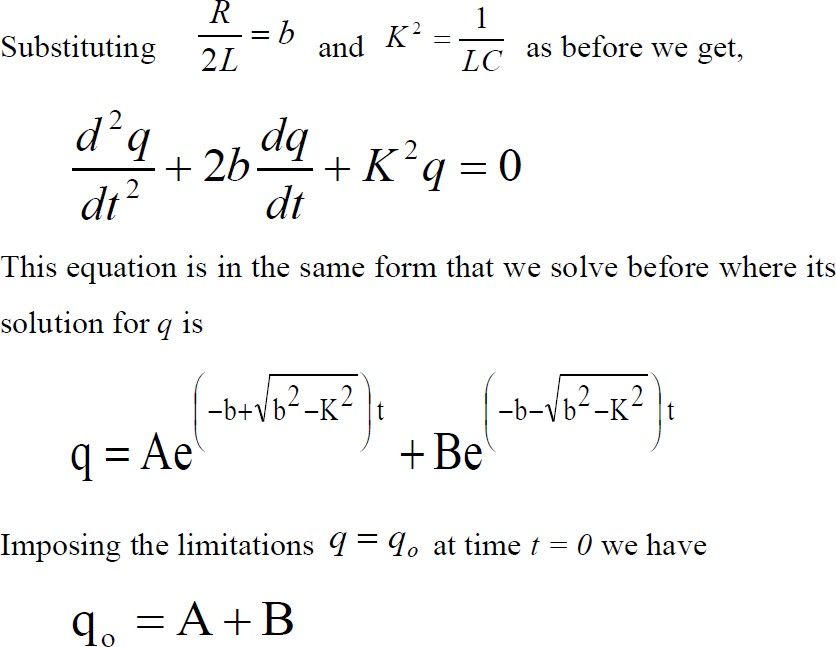 Substituting R/2L = b and K² = 1/LC as before we get,
d²q/dt² + 2b dq/dt + K²q = 0
This equation is in the same form that we solve before where its
solution for q is
q = Ae^(-b+√(b²-K²))t + Be^(-b-√(b²-K²))t
Imposing the limitations q = qₒ at time t = 0 we have
qₒ = A + B